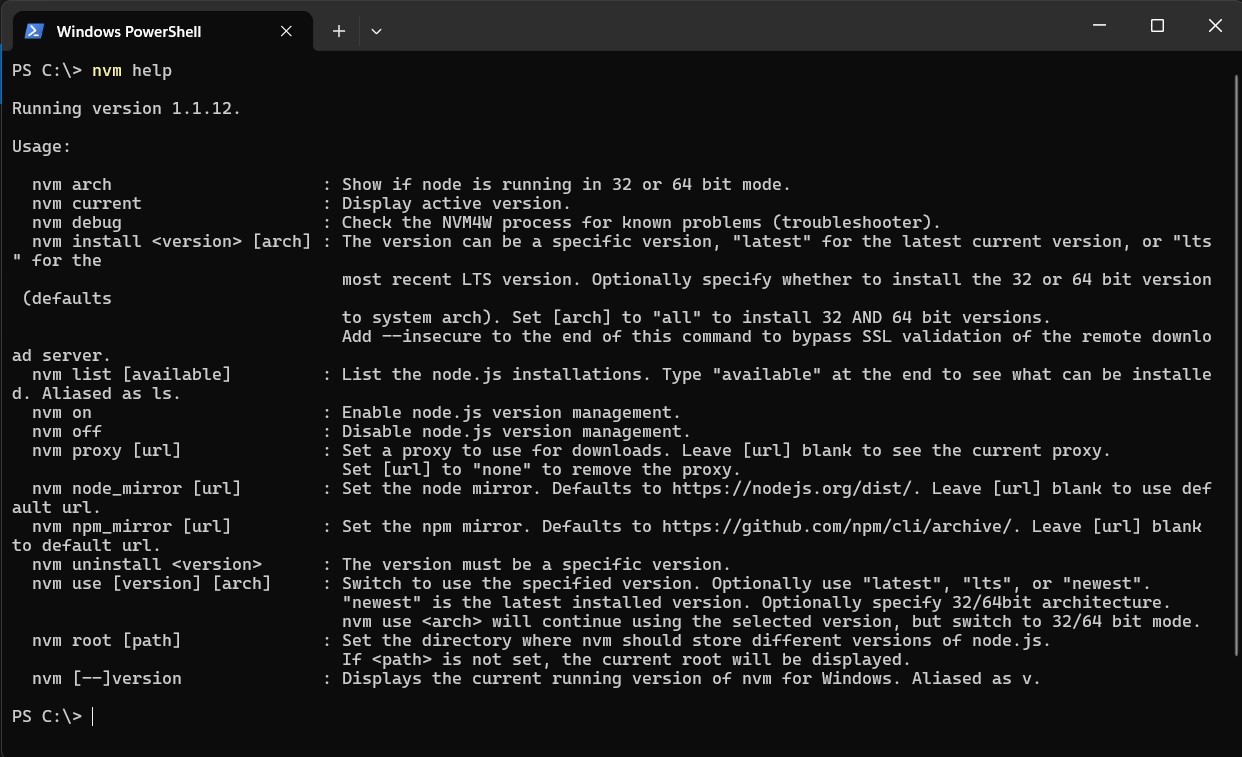 Windows PowerShell
PS C:\> nvm help
Running version 1.1.12.
Usage:
nvm arch : Show if node is running in 32 or 64 bit mode.
nvm current : Display active version.
nvm debug : Check the NVM4W process for known problems (troubleshooter).
nvm install <version> [arch] : The version can be a specific version, "latest" for the latest current version, or "lts
" for the
most recent LTS version. Optionally specify whether to install the 32 or 64 bit version
(defaults
to system arch). Set [arch] to "all" to install 32 AND 64 bit versions.
Add --insecure to the end of this command to bypass SSL validation of the remote downlo
ad server.
nvm list [available] : List the node.js installations. Type "available" at the end to see what can be installe
d. Aliased as ls.
nvm on : Enable node.js version management.
nvm off : Disable node.js version management.
nvm proxy [url] : Set a proxy to use for downloads. Leave [url] blank to see the current proxy.
Set [url] to "none" to remove the proxy.
nvm node_mirror [url] : Set the node mirror. Defaults to https://nodejs.org/dist/. Leave [url] blank to use def
ault url.
nvm npm_mirror [url] : Set the npm mirror. Defaults to https://github.com/npm/cli/archive/. Leave [url] blank
to default url.
nvm uninstall <version> : The version must be a specific version.
nvm use [version] [arch] : Switch to use the specified version. Optionally use "latest", "lts", or "newest".
"newest" is the latest installed version. Optionally specify 32/64bit architecture.
nvm use <arch> will continue using the selected version, but switch to 32/64 bit mode.
nvm root [path] : Set the directory where nvm should store different versions of node.js.
If <path> is not set, the current root will be displayed.
nvm [--]version : Displays the current running version of nvm for Windows. Aliased as v.
PS C:\>